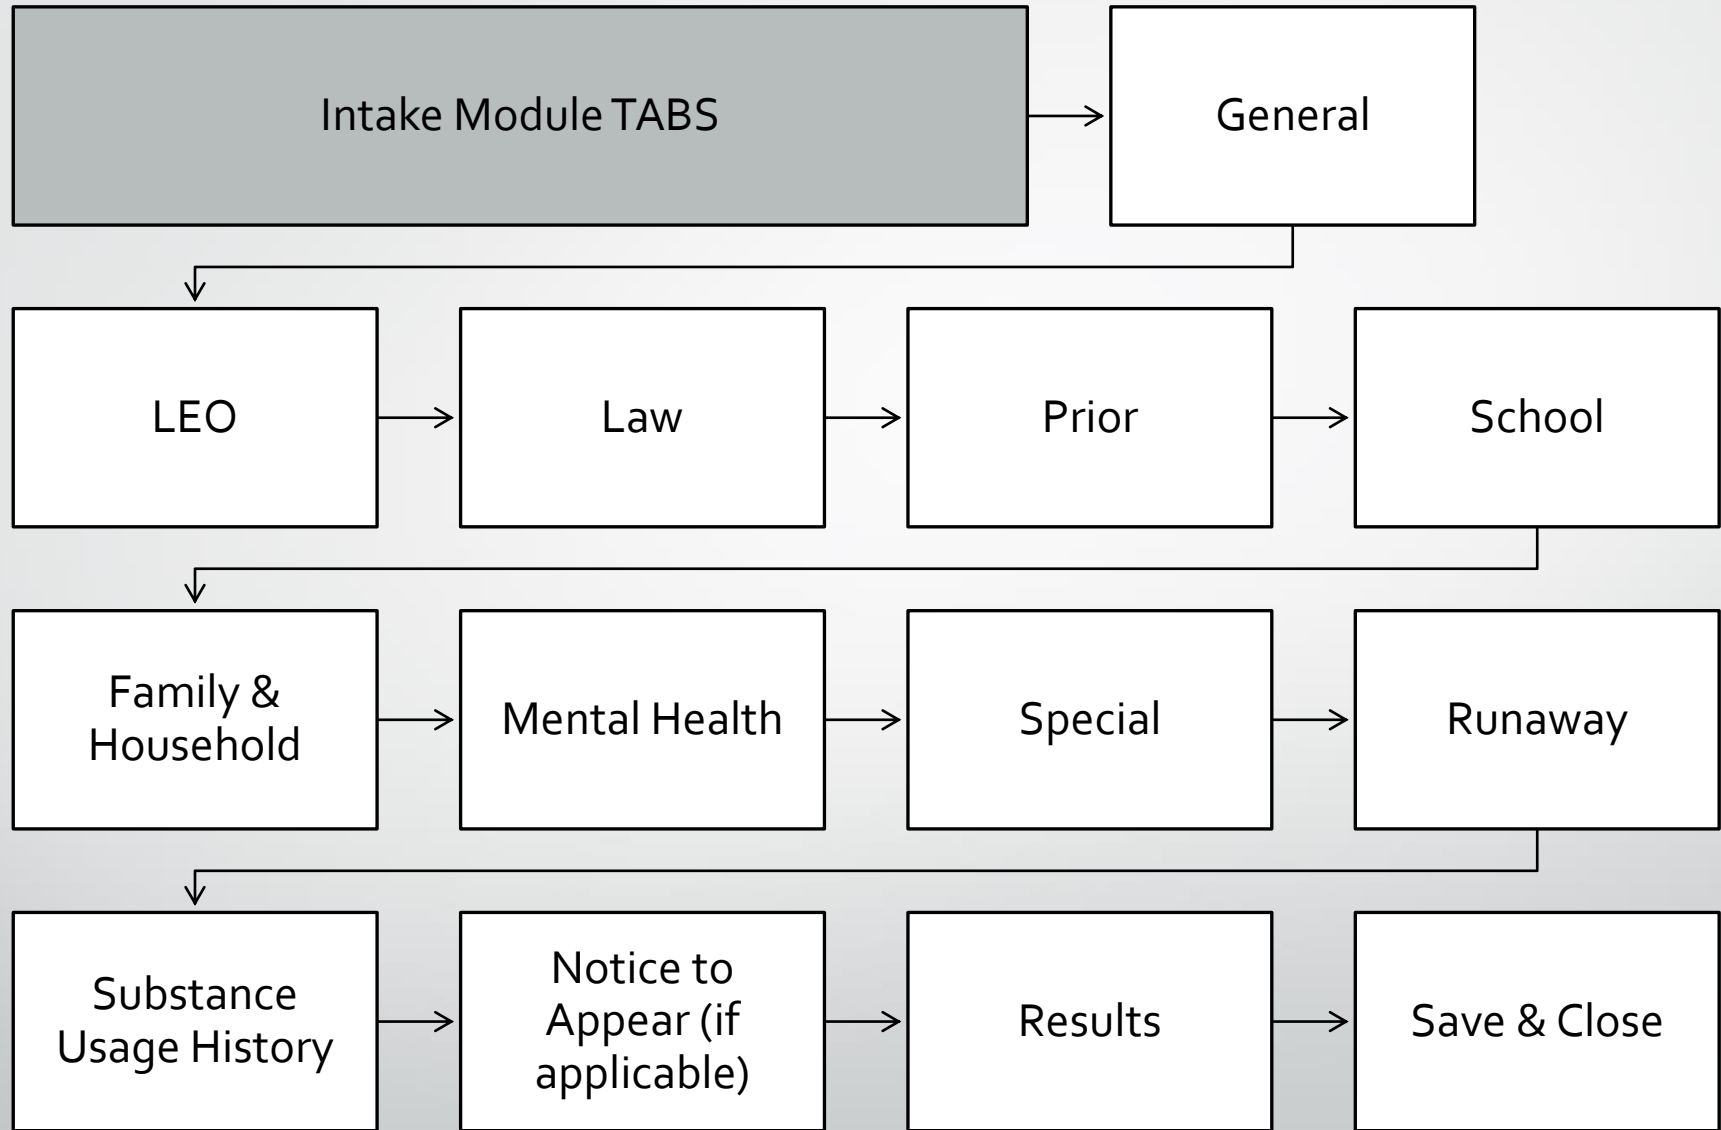 Intake Module TABS
General
LEO
Law
Prior
School
Family &
Household
Mental Health
Special
Runaway
Substance
Usage History
Notice to
Appear (if
applicable)
Results
Save & Close